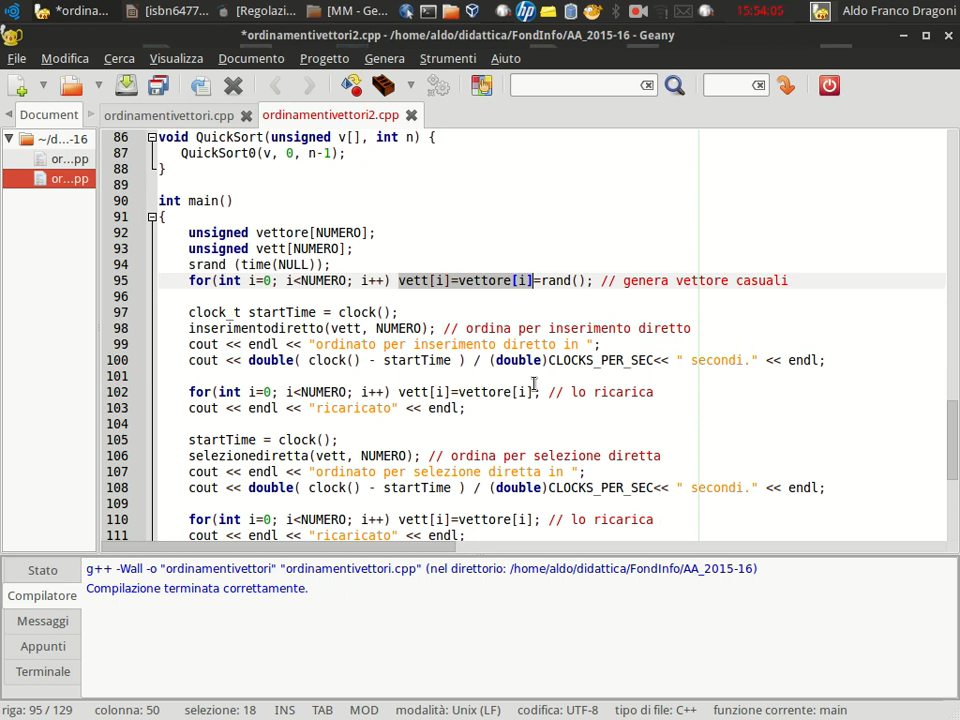 *ordina...
[isbn6477...
[Regolazi...
[MM - Ge...
15:54:05
Aldo Franco Dragoni
*ordinamentivettori2.cpp - /home/aldo/didattica/FondInfo/AA_2015-16 - Geany
File Modifica Cerca Visualizza Documento Progetto Genera Strumenti Aiuto
Document
ordinamentivettori.cpp
ordinamentivettori2.cpp
~/d...-16
or...pp
or...pp
86 void QuickSort(unsigned v[], int n) {
87 QuickSort0(v, 0, n-1);
88 }
89
90 int main()
91 {
92 unsigned vettore[NUMERO];
93 unsigned vett[NUMERO];
94 srand (time(NULL));
95 for(int i=0; i<NUMERO; i++) vett[i]=vettore[i]=rand(); // genera vettore casuali
96
97 clock_t startTime = clock();
98 inserimentodiretto(vett, NUMERO); // ordina per inserimento diretto
99 cout << endl << "ordinato per inserimento diretto in ";
100 cout << double( clock() - startTime ) / (double)CLOCKS_PER_SEC<< " secondi." << endl;
101
102 for(int i=0; i<NUMERO; i++) vett[i]=vettore[i]; // lo ricarica
103 cout << endl << "ricaricato" << endl;
104
105 startTime = clock();
106 selezionediretta(vett, NUMERO); // ordina per selezione diretta
107 cout << endl << "ordinato per selezione diretta in ";
108 cout << double( clock() - startTime ) / (double)CLOCKS_PER_SEC<< " secondi." << endl;
109
110 for(int i=0; i<NUMERO; i++) vett[i]=vettore[i]; // lo ricarica
111 cout << endl << "ricaricato" << endl;
Stato
Compilatore
Messaggi
Appunti
Terminale
g++ -Wall -o "ordinamentivettori" "ordinamentivettori.cpp" (nel direttorio: /home/aldo/didattica/FondInfo/AA_2015-16)
Compilazione terminata correttamente.
riga: 95 / 129 colonna: 50 selezione: 18 INS TAB MOD modalità: Unix (LF) codifica: UTF-8 tipo di file: C++ funzione corrente: main